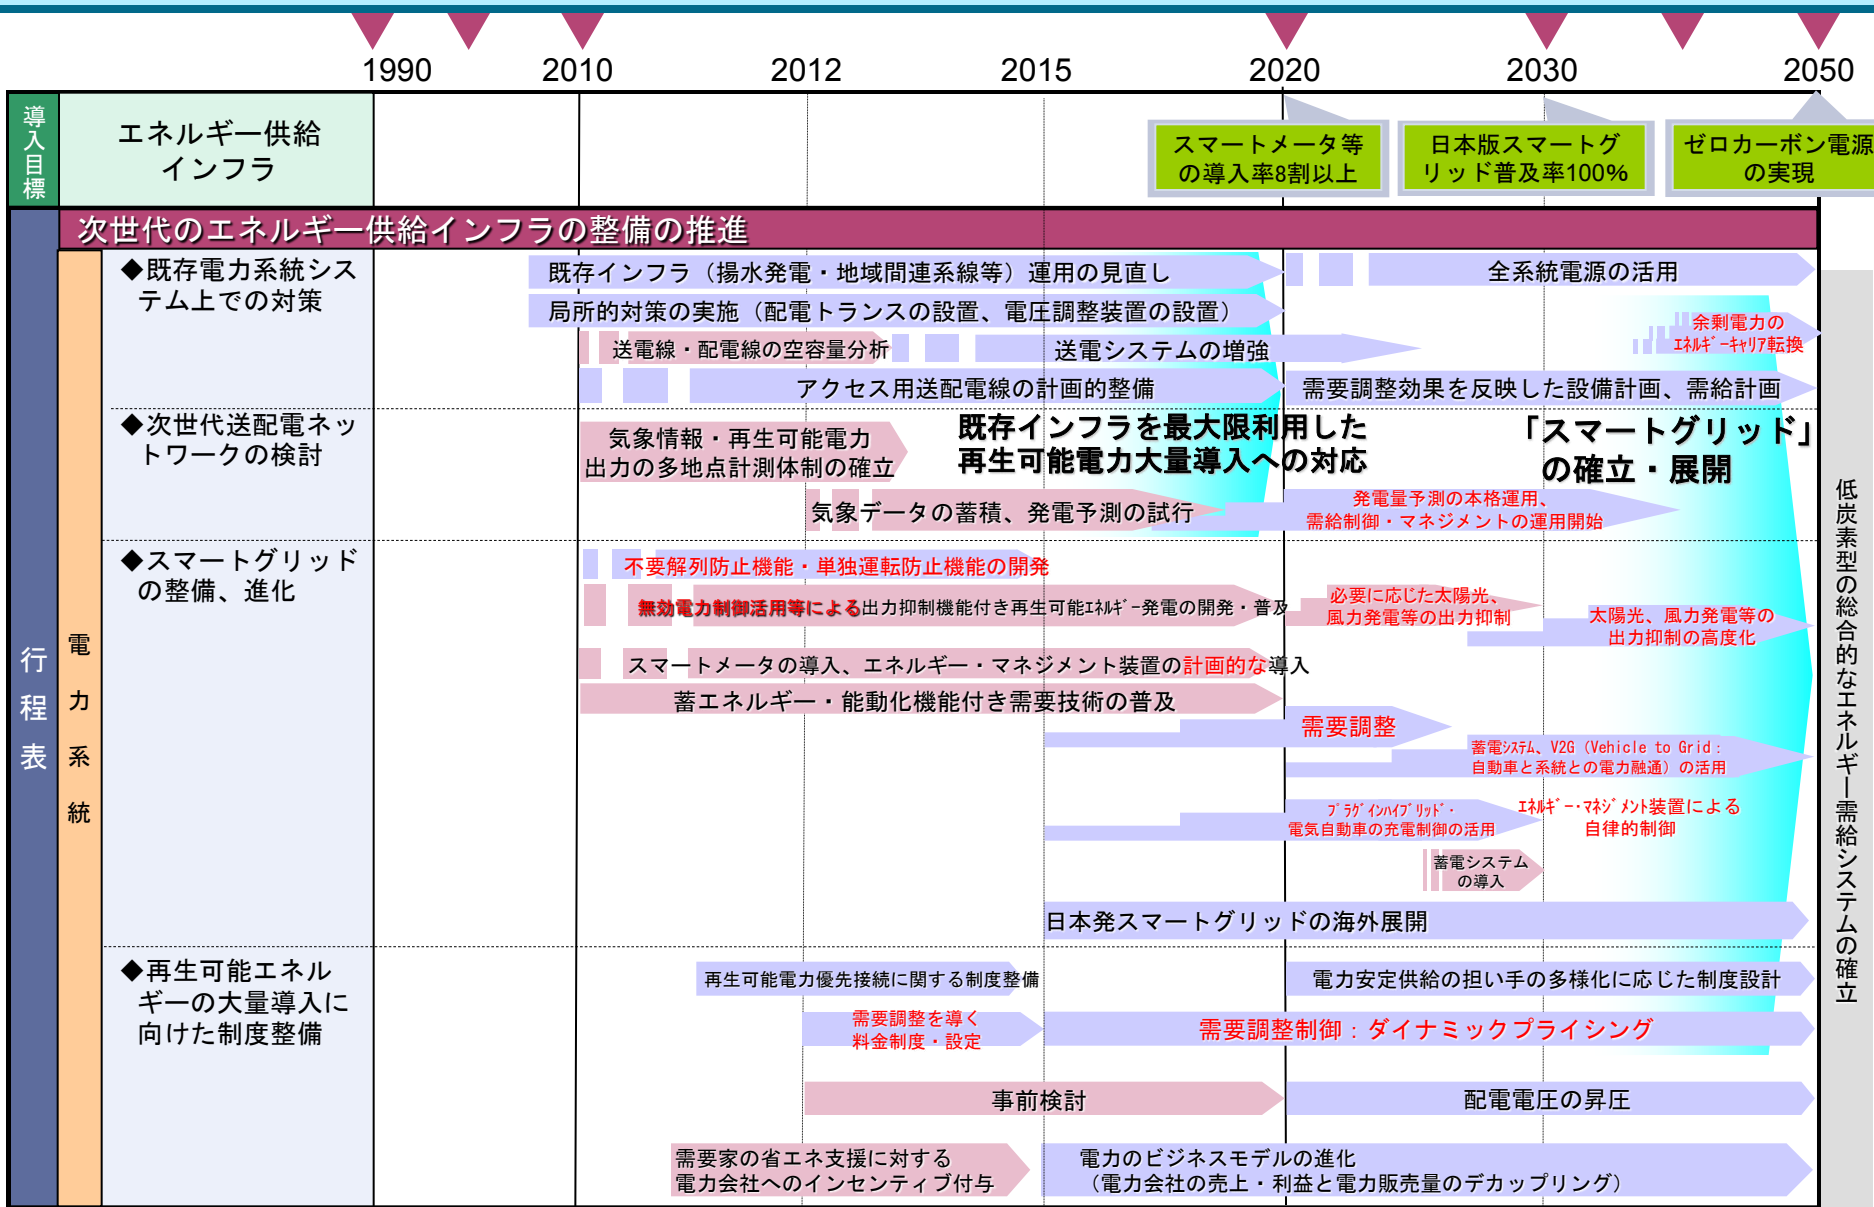 1990
2010
2012
2015
2020
2030
2050
導入目標
エネルギー供給
インフラ
スマートメータ等
の導入率8割以上
日本版スマートグ
リッド普及率100%
ゼロカーボン電源
の実現
行程表
次世代のエネルギー供給インフラの整備の推進
電力系統
◆既存電力系統シス
テム上での対策
既存インフラ（揚水発電・地域間連系線等）運用の見直し
全系統電源の活用
局所的対策の実施（配電トランスの設置、電圧調整装置の設置）
送電線・配電線の空容量分析
送電システムの増強
余剰電力の
ｴﾈﾙｷﾞｰｷｬﾘｱ転換
アクセス用送配電線の計画的整備
需要調整効果を反映した設備計画、需給計画
◆次世代送配電ネッ
トワークの検討
気象情報・再生可能電力
出力の多地点計測体制の確立
既存インフラを最大限利用した
再生可能電力大量導入への対応
「スマートグリッド」
の確立・展開
気象データの蓄積、発電予測の試行
発電量予測の本格運用、
需給制御・マネジメントの運用開始
◆スマートグリッド
の整備、進化
不要解列防止機能・単独運転防止機能の開発
無効電力制御活用等による出力抑制機能付き再生可能ｴﾈﾙｷﾞｰ発電の開発・普及
必要に応じた太陽光、
風力発電等の出力抑制
太陽光、風力発電等の
出力抑制の高度化
スマートメータの導入、エネルギー・マネジメント装置の計画的な導入
蓄エネルギー・能動化機能付き需要技術の普及
需要調整
蓄電ｼｽﾃﾑ、V2G（Vehicle to Grid：
自動車と系統との電力融通）の活用
ﾌﾟﾗｸﾞｲﾝﾊｲﾌﾞﾘｯﾄﾞ・
電気自動車の充電制御の活用
ｴﾈﾙｷﾞｰ・ﾏﾈｼﾞﾒﾝﾄ装置による
自律的制御
蓄電システム
の導入
日本発スマートグリッドの海外展開
◆再生可能エネル
ギーの大量導入に
向けた制度整備
再生可能電力優先接続に関する制度整備
電力安定供給の担い手の多様化に応じた制度設計
需要調整を導く
料金制度・設定
需要調整制御：ダイナミックプライシング
事前検討
配電電圧の昇圧
需要家の省エネ支援に対する
電力会社へのインセンティブ付与
電力のビジネスモデルの進化
（電力会社の売上・利益と電力販売量のデカップリング）
低炭素型の総合的なエネルギー需給システムの確立